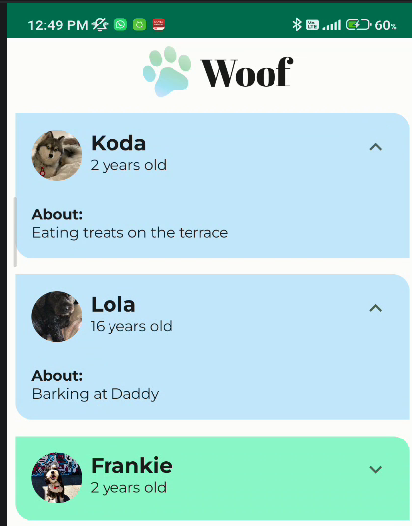 12:49 PM 60%
Woof
Koda
2 years old
About:
Eating treats on the terrace
Lola
16 years old
About:
Barking at Daddy
Frankie
2 years old